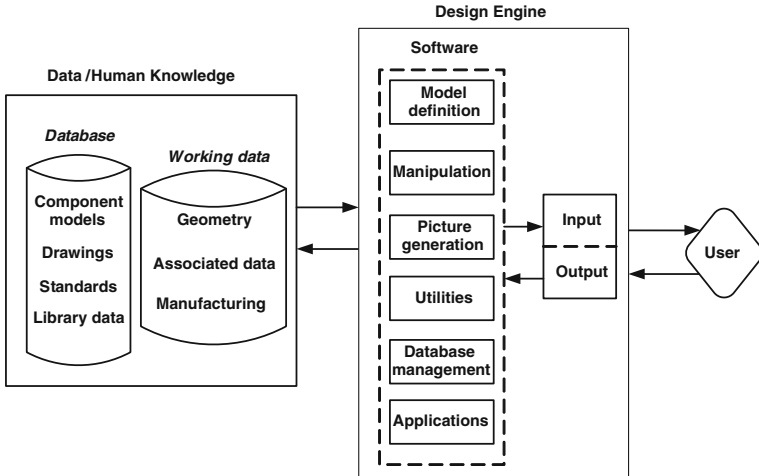 Design Engine
Data /Human Knowledge
Database
Component
models
Drawings
Standards
Library data
Working data
Geometry
Associated data
Manufacturing
Software
Model
definition
Manipulation
Picture
generation
Utilities
Database
management
Applications
Input
Output
User